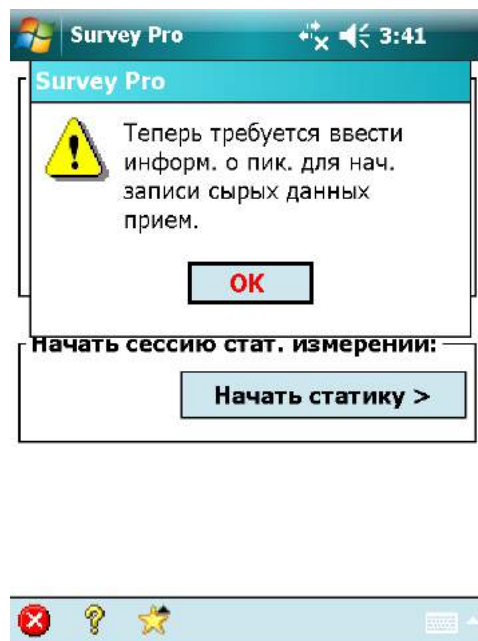 Survey Pro 3:41
Survey Pro
Теперь требуется ввести
информ. о пик. для нач.
записи сырых данных
прием.
OK
Начать сессию стат. измерений:
Начать статику >